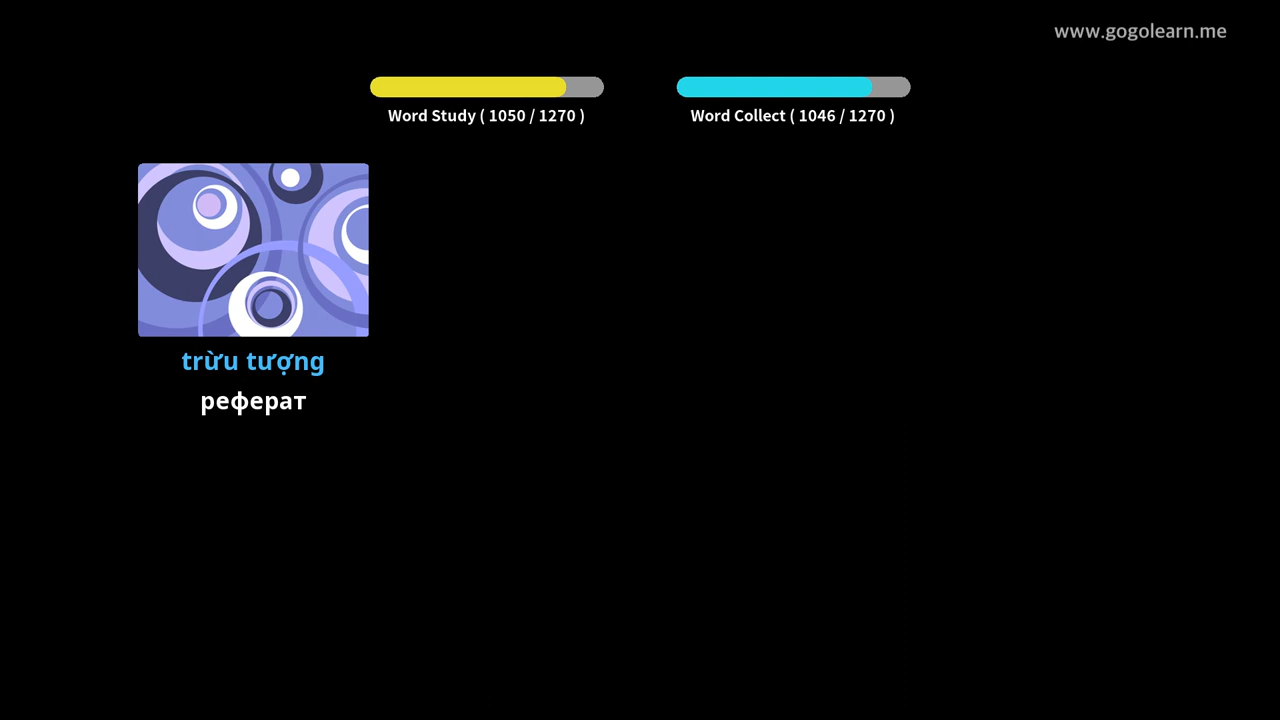 www.gogolearn.me
Word Study ( 1050 / 1270 )
Word Collect ( 1046 / 1270 )
trừu tượng
реферат